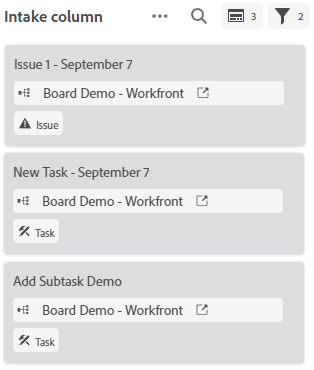 Intake column
3
2
Issue 1 - September 7
Board Demo - Workfront
Issue
New Task - September 7
Board Demo - Workfront
Task
Add Subtask Demo
Board Demo - Workfront
Task